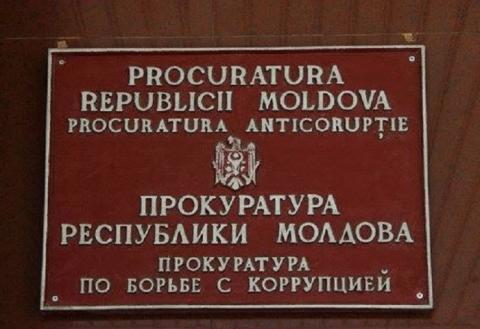 PROCURATURA
REPUBLICII MOLDOVA
PROCURATURA ANTICORUPȚIE
ПРОКУРАТУРА
РЕСПУБЛИКИ МОЛДОВА
ПРОКУРАТУРА
ПО БОРЬБЕ С КОРРУПЦИЕЙ